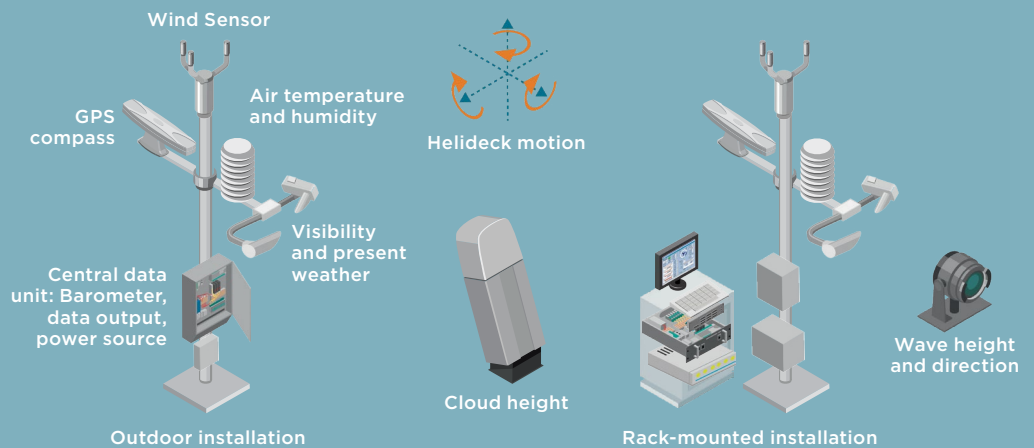 Wind Sensor
GPS
compass
Air temperature
and humidity
Helideck motion
Visibility
and present
weather
Central data
unit: Barometer,
data output,
power source
Cloud height
Wave height
and direction
Outdoor installation
Rack-mounted installation